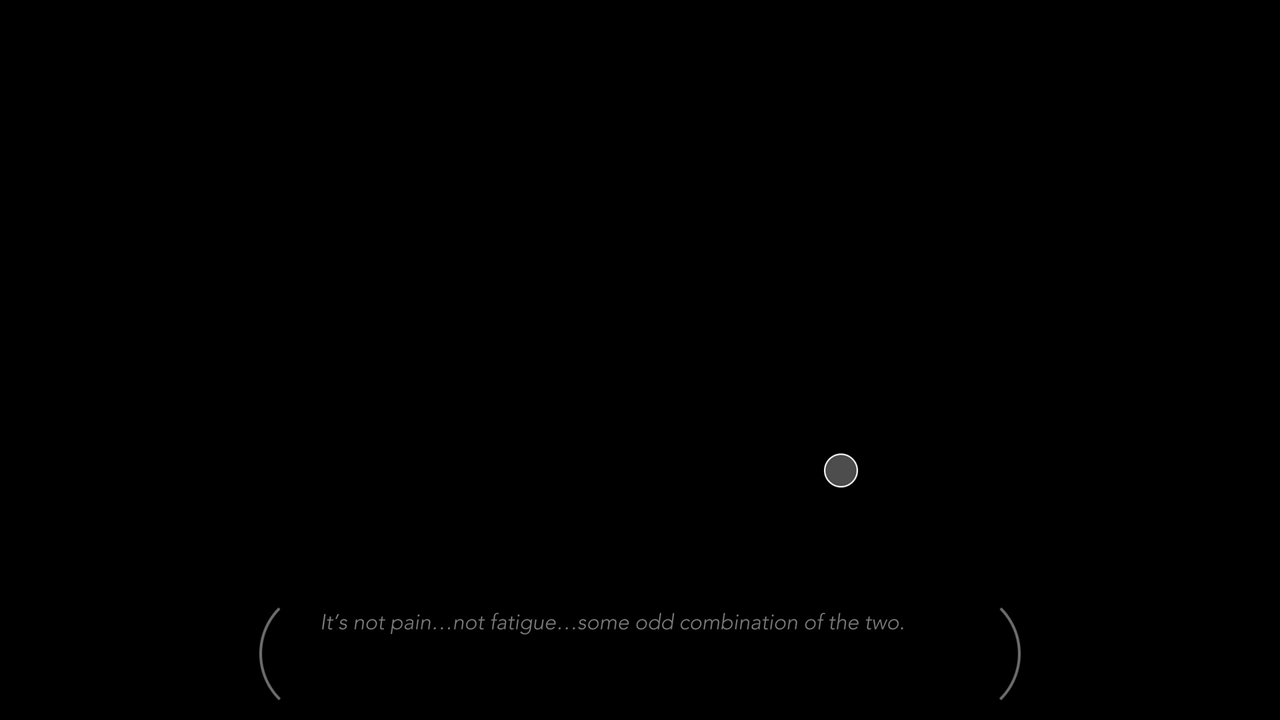 It’s not pain…not fatigue…some odd combination of the two.